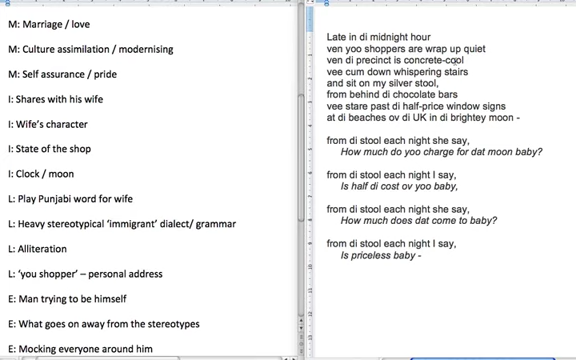 M: Marriage / love
M: Culture assimilation / modernising
M: Self assurance / pride
I: Shares with his wife
I: Wife's character
I: State of the shop
I: Clock / moon
L: Play Punjabi word for wife
L: Heavy stereotypical 'immigrant' dialect/ grammar
L: Alliteration
L: 'you shopper' – personal address
E: Man trying to be himself
E: What goes on away from the stereotypes
E: Mocking everyone around him
Late in di midnight hour
ven yoo shoppers are wrap up quiet
ven di precinct is concrete-cool
vee cum down whispering stairs
and sit on my silver stool,
from behind di chocolate bars
vee stare past di half-price window signs
at di beaches ov di UK in di brightey moon -
from di stool each night she say,
How much do yoo charge for dat moon baby?
from di stool each night I say,
Is half di cost ov yoo baby,
from di stool each night she say,
How much does dat come to baby?
from di stool each night I say,
Is priceless baby -